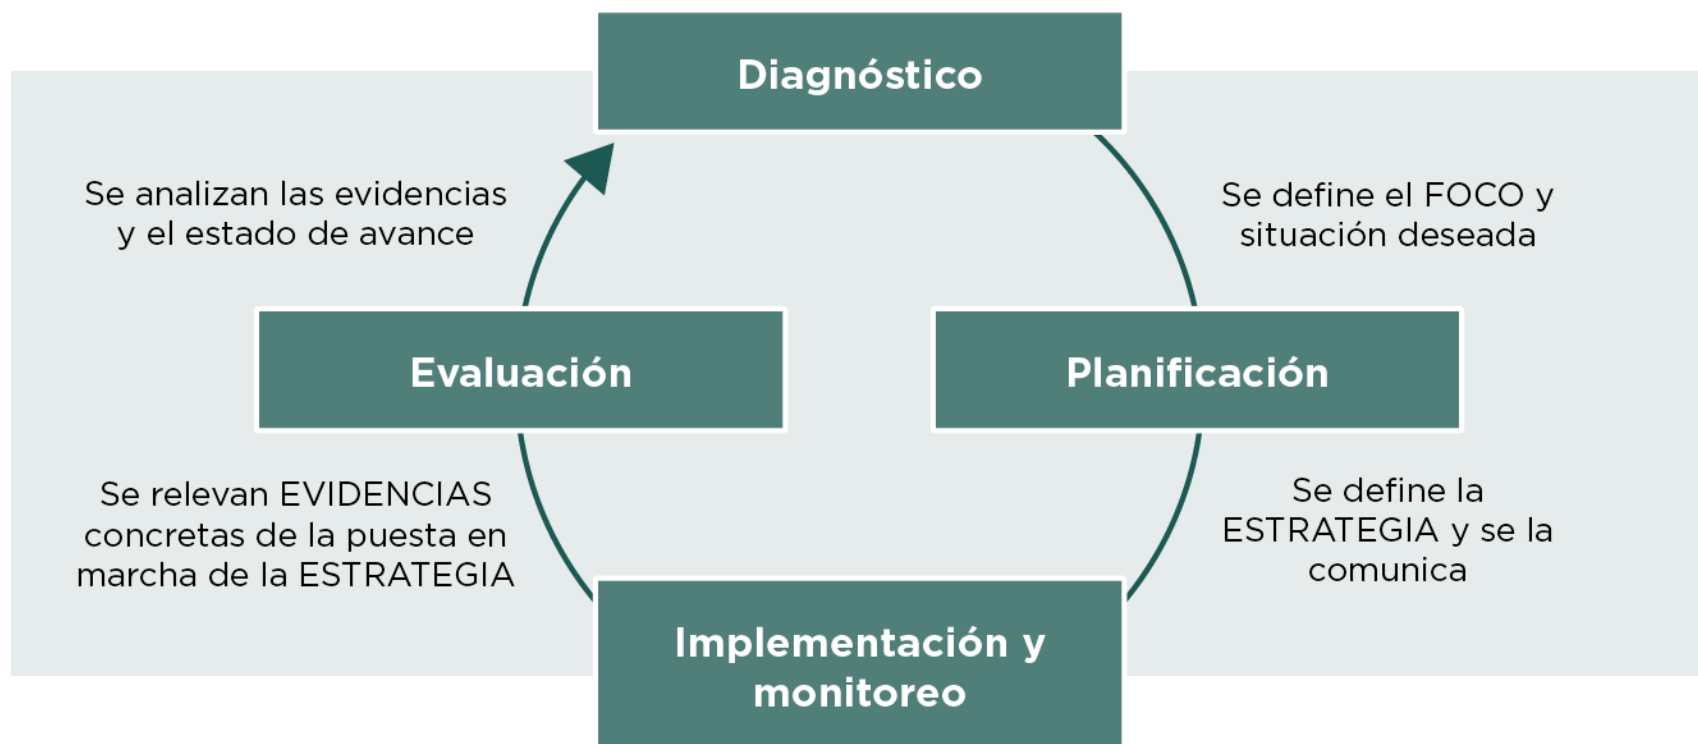 Diagnóstico
Se analizan las evidencias
y el estado de avance
Se define el FOCO y
situación deseada
Evaluación
Planificación
Se relevan EVIDENCIAS
concretas de la puesta en
marcha de la ESTRATEGIA
Se define la
ESTRATEGIA y se la
comunica
Implementación y
monitoreo